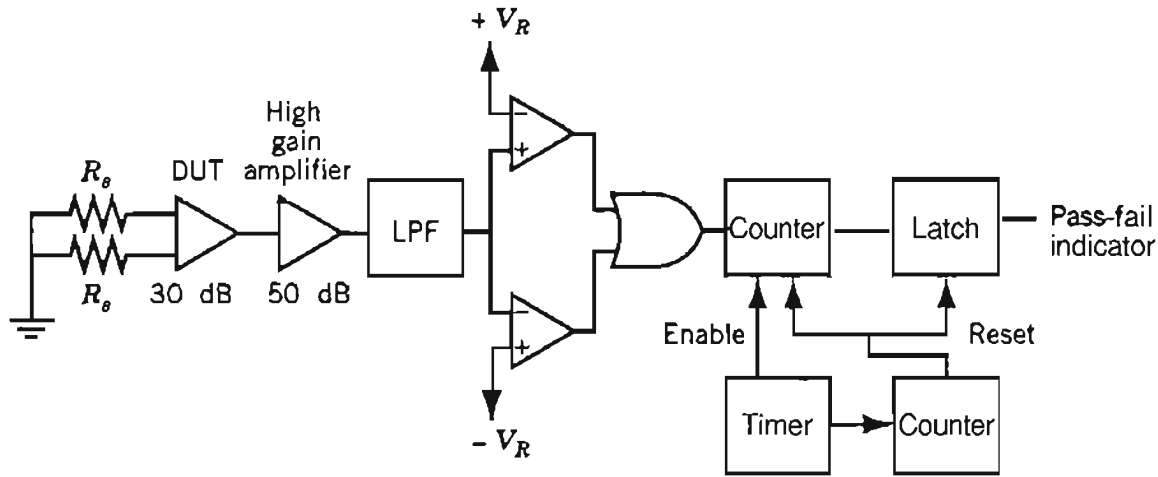 + V_R
High
gain
amplifier
DUT
R_s
R_s
30 dB
50 dB
LPF
−
+
−
+
− V_R
Counter
Latch
Pass-fail
indicator
Enable
Reset
Timer
Counter